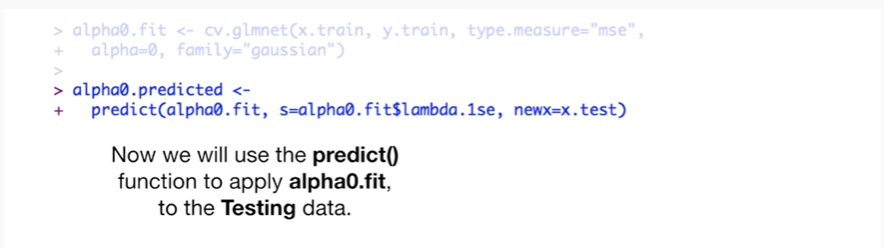 > alpha0.fit <- cv.glmnet(x.train, y.train, type.measure="mse",
+   alpha=0, family="gaussian")
>
> alpha0.predicted <-
+   predict(alpha0.fit, s=alpha0.fit$lambda.1se, newx=x.test)
Now we will use the predict()
function to apply alpha0.fit,
to the Testing data.